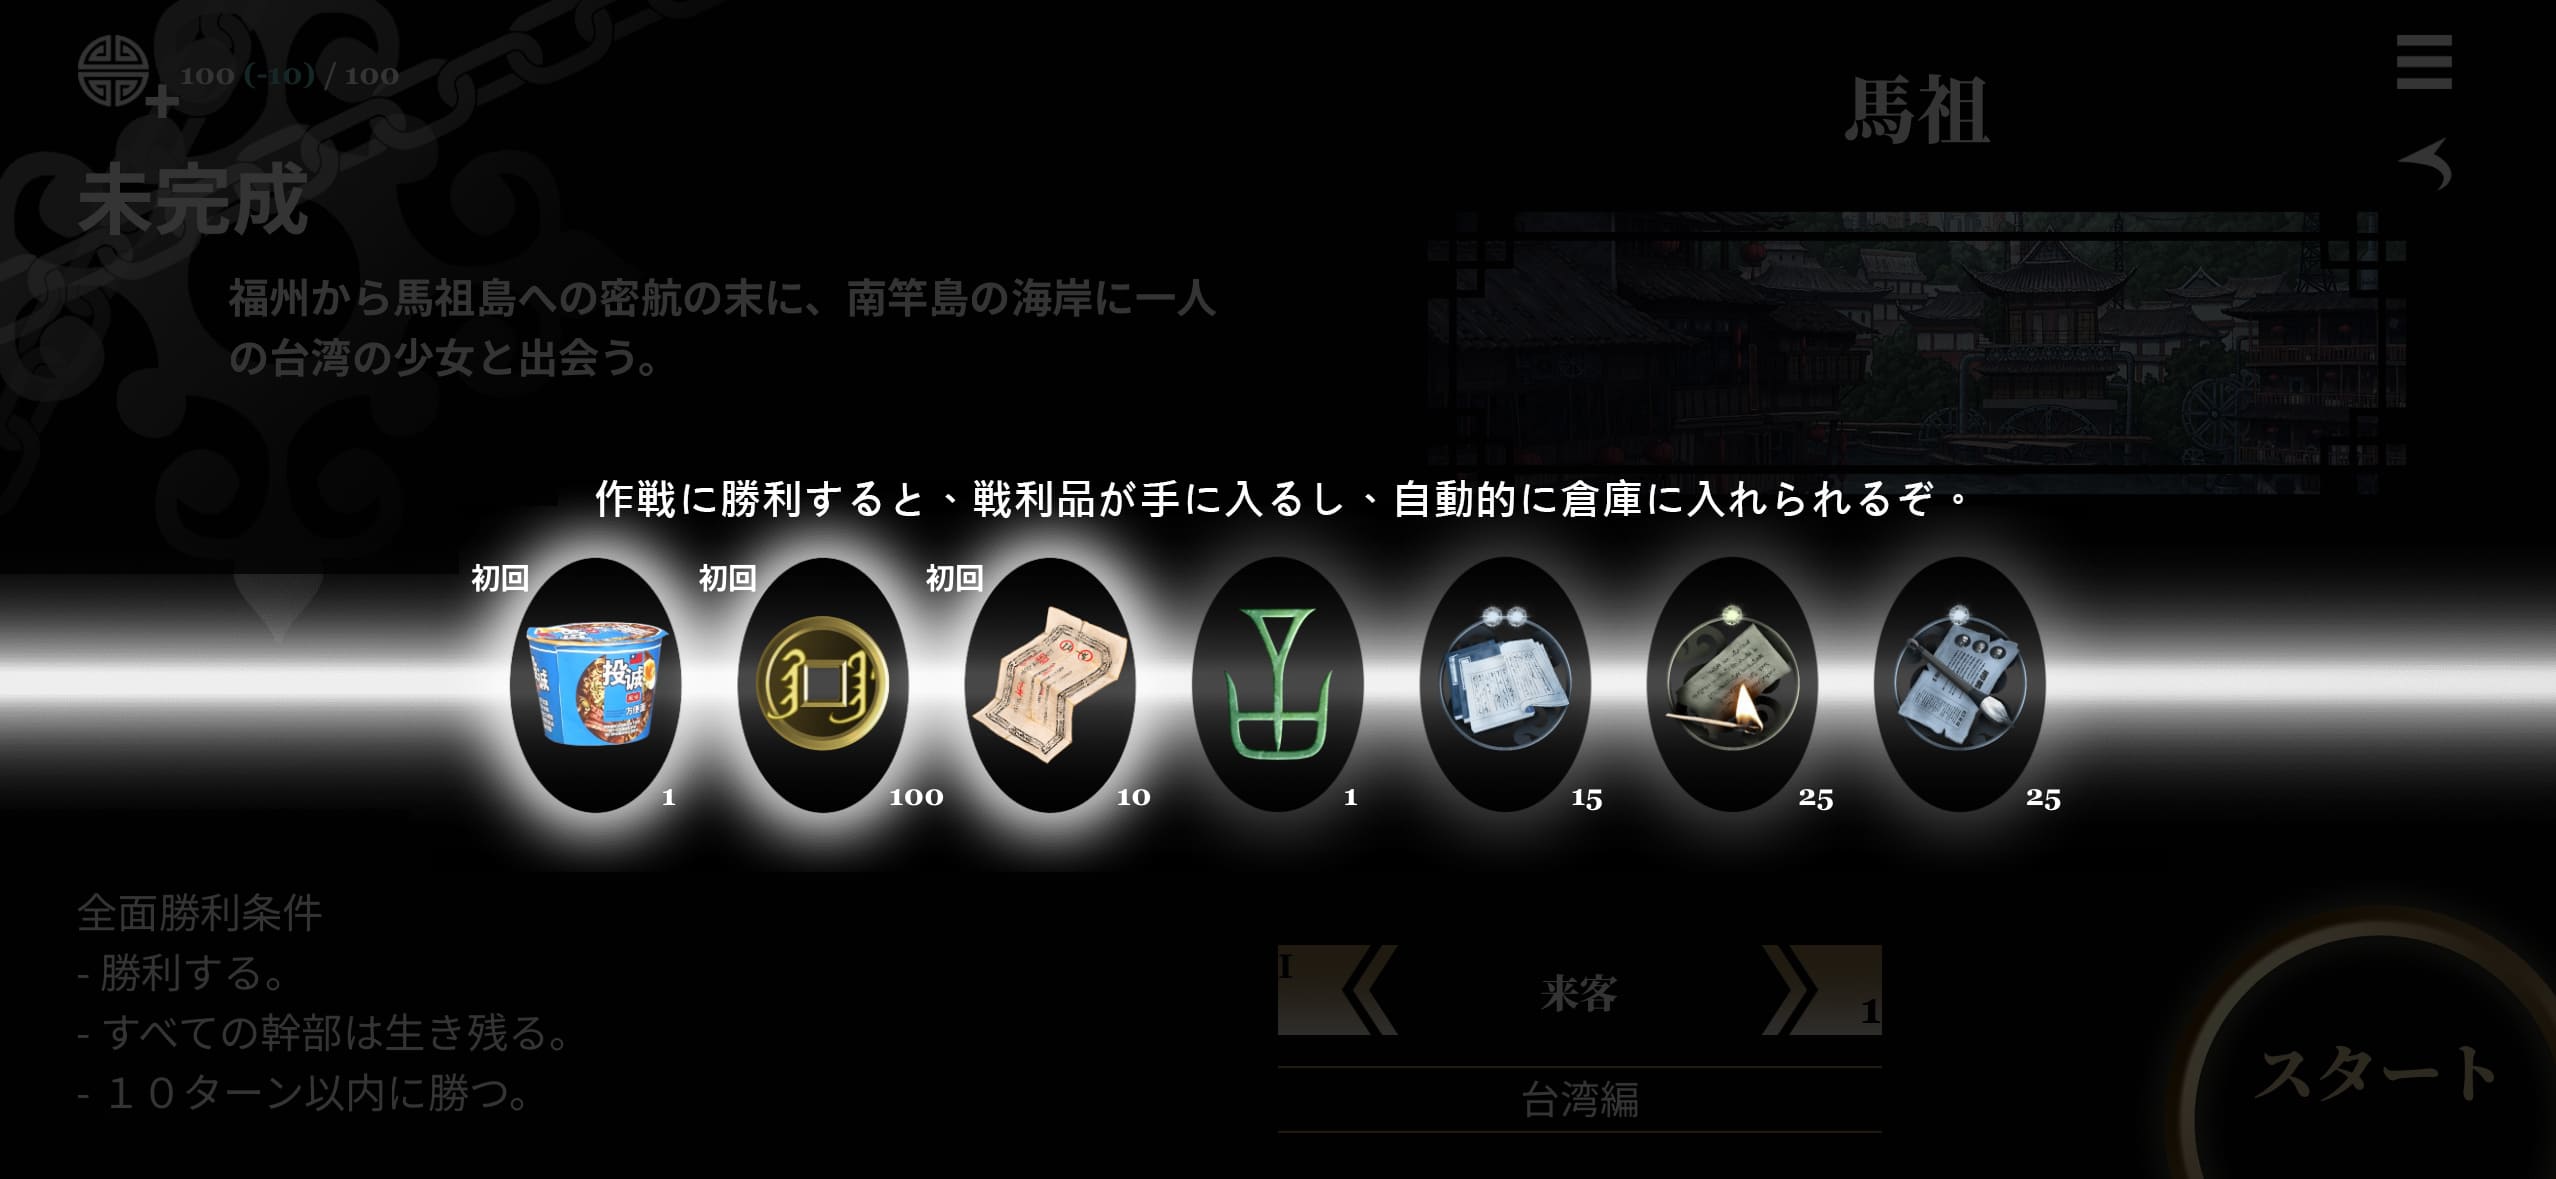 100 (-10) / 100
馬祖
未完成
福州から馬祖島への密航の末に、南竿島の海岸に一人
の台湾の少女と出会う。
作戦に勝利すると、戦利品が手に入るし、自動的に倉庫に入れられるぞ。
初回
初回
初回
投诚
1
100
10
1
15
25
25
全面勝利条件
- 勝利する。
- すべての幹部は生き残る。
- １０ターン以内に勝つ。
I
来客
1
台湾編
スタート